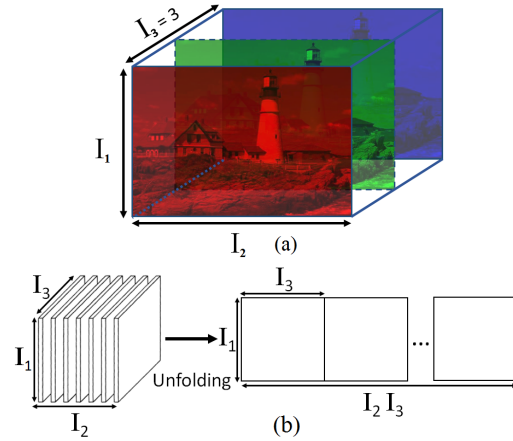 I₃ = 3
I₁
I₂
(a)
I₃
I₁
I₂
Unfolding
I₃
I₁
...
I₂ I₃
(b)